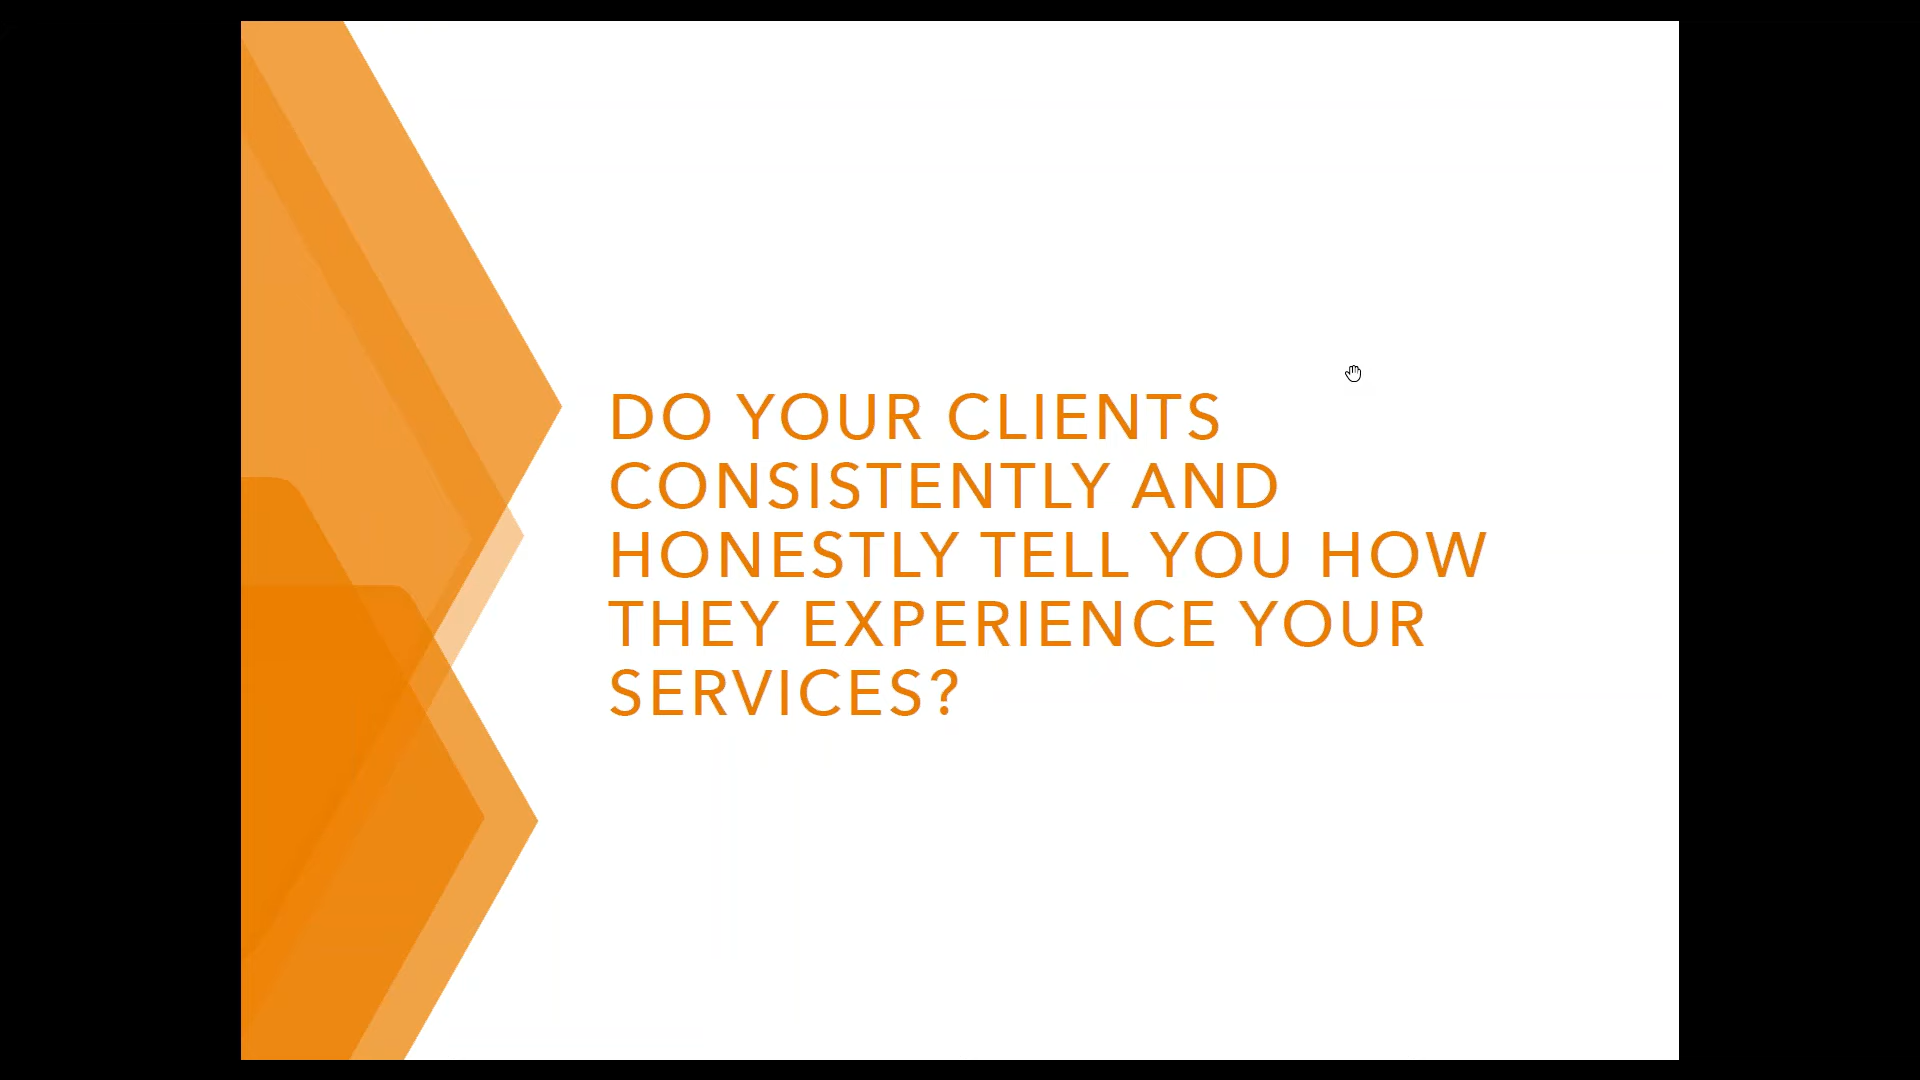 DO YOUR CLIENTS
CONSISTENTLY AND
HONESTLY TELL YOU HOW
THEY EXPERIENCE YOUR
SERVICES?